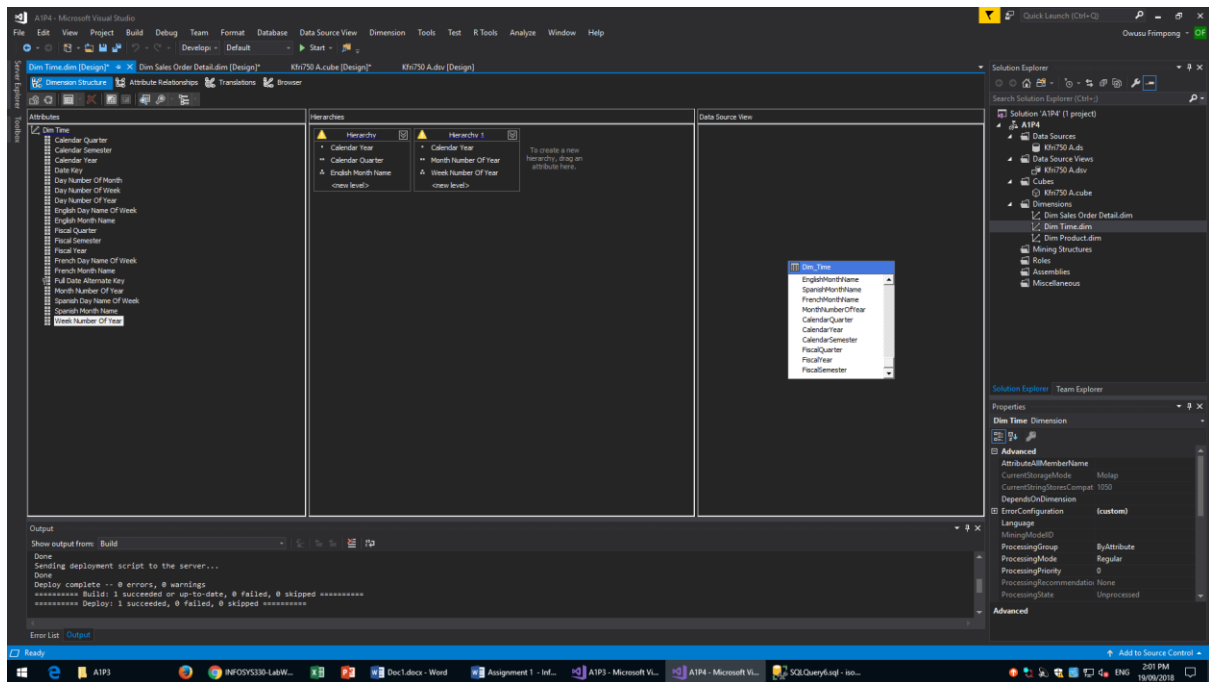 A1P4 - Microsoft Visual Studio
Quick Launch (Ctrl+Q)
File Edit View Project Build Debug Team Format Database Data Source View Dimension Tools Test R Tools Analyze Window Help
Owusu Frimpong OF
Develop Default Start
Server Explorer
Toolbox
Dim Time.dim [Design]* Dim Sales Order Detail.dim [Design]* Kfri750 A.cube [Design]* Kfri750 A.dsv [Design]
Dimension Structure Attribute Relationships Translations Browser
Attributes
Dim Time
Calendar Quarter
Calendar Semester
Calendar Year
Date Key
Day Number Of Month
Day Number Of Week
Day Number Of Year
English Day Name Of Week
English Month Name
Fiscal Quarter
Fiscal Semester
Fiscal Year
French Day Name Of Week
French Month Name
Full Date Alternate Key
Month Number Of Year
Spanish Day Name Of Week
Spanish Month Name
Week Number Of Year
Hierarchies
Hierarchy
Calendar Year
Calendar Quarter
English Month Name
<new level>
Hierarchy 1
Calendar Year
Month Number Of Year
Week Number Of Year
<new level>
To create a new
hierarchy, drag an
attribute here.
Data Source View
Dim_Time
EnglishMonthName
SpanishMonthName
FrenchMonthName
MonthNumberOfYear
CalendarQuarter
CalendarYear
CalendarSemester
FiscalQuarter
FiscalYear
FiscalSemester
Solution Explorer
Search Solution Explorer (Ctrl+;)
Solution 'A1P4' (1 project)
A1P4
Data Sources
Kfri750 A.ds
Data Source Views
Kfri750 A.dsv
Cubes
Kfri750 A.cube
Dimensions
Dim Sales Order Detail.dim
Dim Time.dim
Dim Product.dim
Mining Structures
Roles
Assemblies
Miscellaneous
Solution Explorer Team Explorer
Properties
Dim Time Dimension
Advanced
AttributeAllMemberName
CurrentStorageMode Molap
CurrentStringStoresCompat 1050
DependsOnDimension
ErrorConfiguration (custom)
Language
MiningModelID
ProcessingGroup ByAttribute
ProcessingMode Regular
ProcessingPriority 0
ProcessingRecommendatio None
ProcessingState Unprocessed
Advanced
Output
Show output from: Build
Done
Sending deployment script to the server...
Done
Deploy complete -- 0 errors, 0 warnings
========== Build: 1 succeeded or up-to-date, 0 failed, 0 skipped ==========
========== Deploy: 1 succeeded, 0 failed, 0 skipped ==========
Error List Output
Ready
Add to Source Control
A1P3 INFOSYS330-LabW... Doc1.docx - Word Assignment 1 - Inf... A1P3 - Microsoft Vi... A1P4 - Microsoft Vi... SQLQuery6.sql - iso... ENG 2:01 PM
19/09/2018